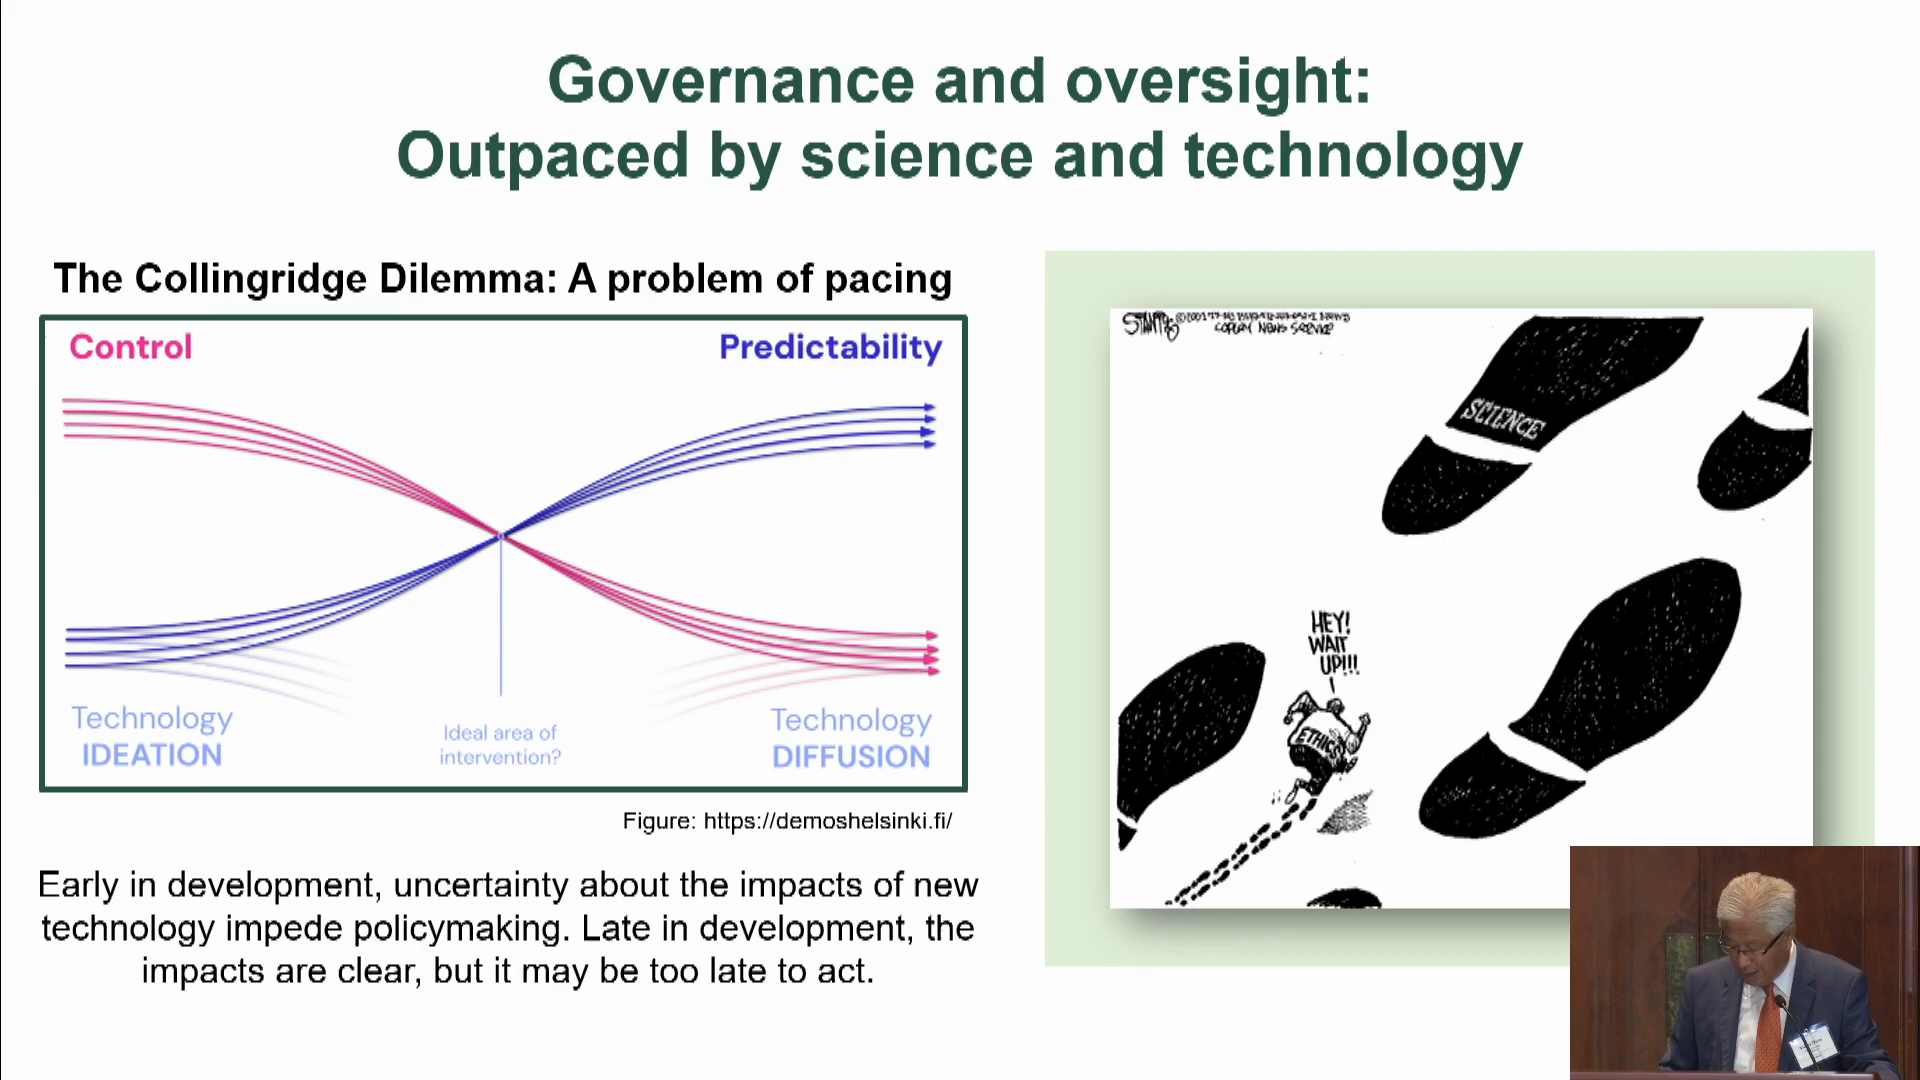 Governance and oversight:
Outpaced by science and technology
The Collingridge Dilemma: A problem of pacing
Control
Predictability
Technology
IDEATION
Ideal area of
intervention?
Technology
DIFFUSION
Figure: https://demoshelsinki.fi/
Early in development, uncertainty about the impacts of new
technology impede policymaking. Late in development, the
impacts are clear, but it may be too late to act.
COPLEY NEWS SERVICE
SCIENCE
HEY!
WAIT
UP!!!
ETHICS